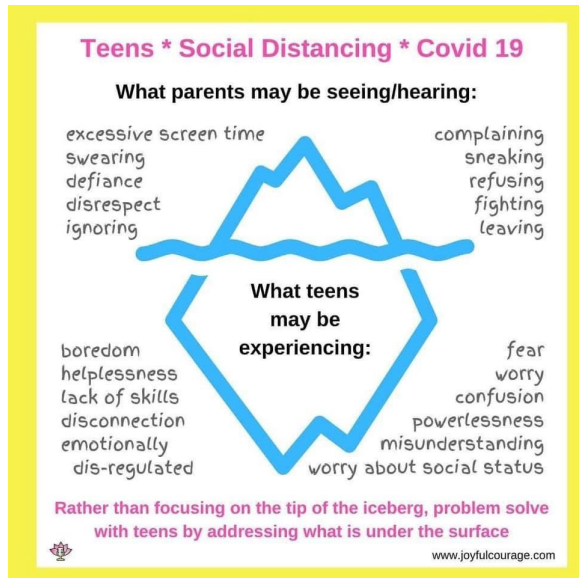 Teens * Social Distancing * Covid 19
What parents may be seeing/hearing:
excessive screen time
swearing
defiance
disrespect
ignoring
complaining
sneaking
refusing
fighting
leaving
What teens
may be
experiencing:
boredom
helplessness
lack of skills
disconnection
emotionally
dis-regulated
fear
worry
confusion
powerlessness
misunderstanding
worry about social status
Rather than focusing on the tip of the iceberg, problem solve
with teens by addressing what is under the surface
www.joyfulcourage.com